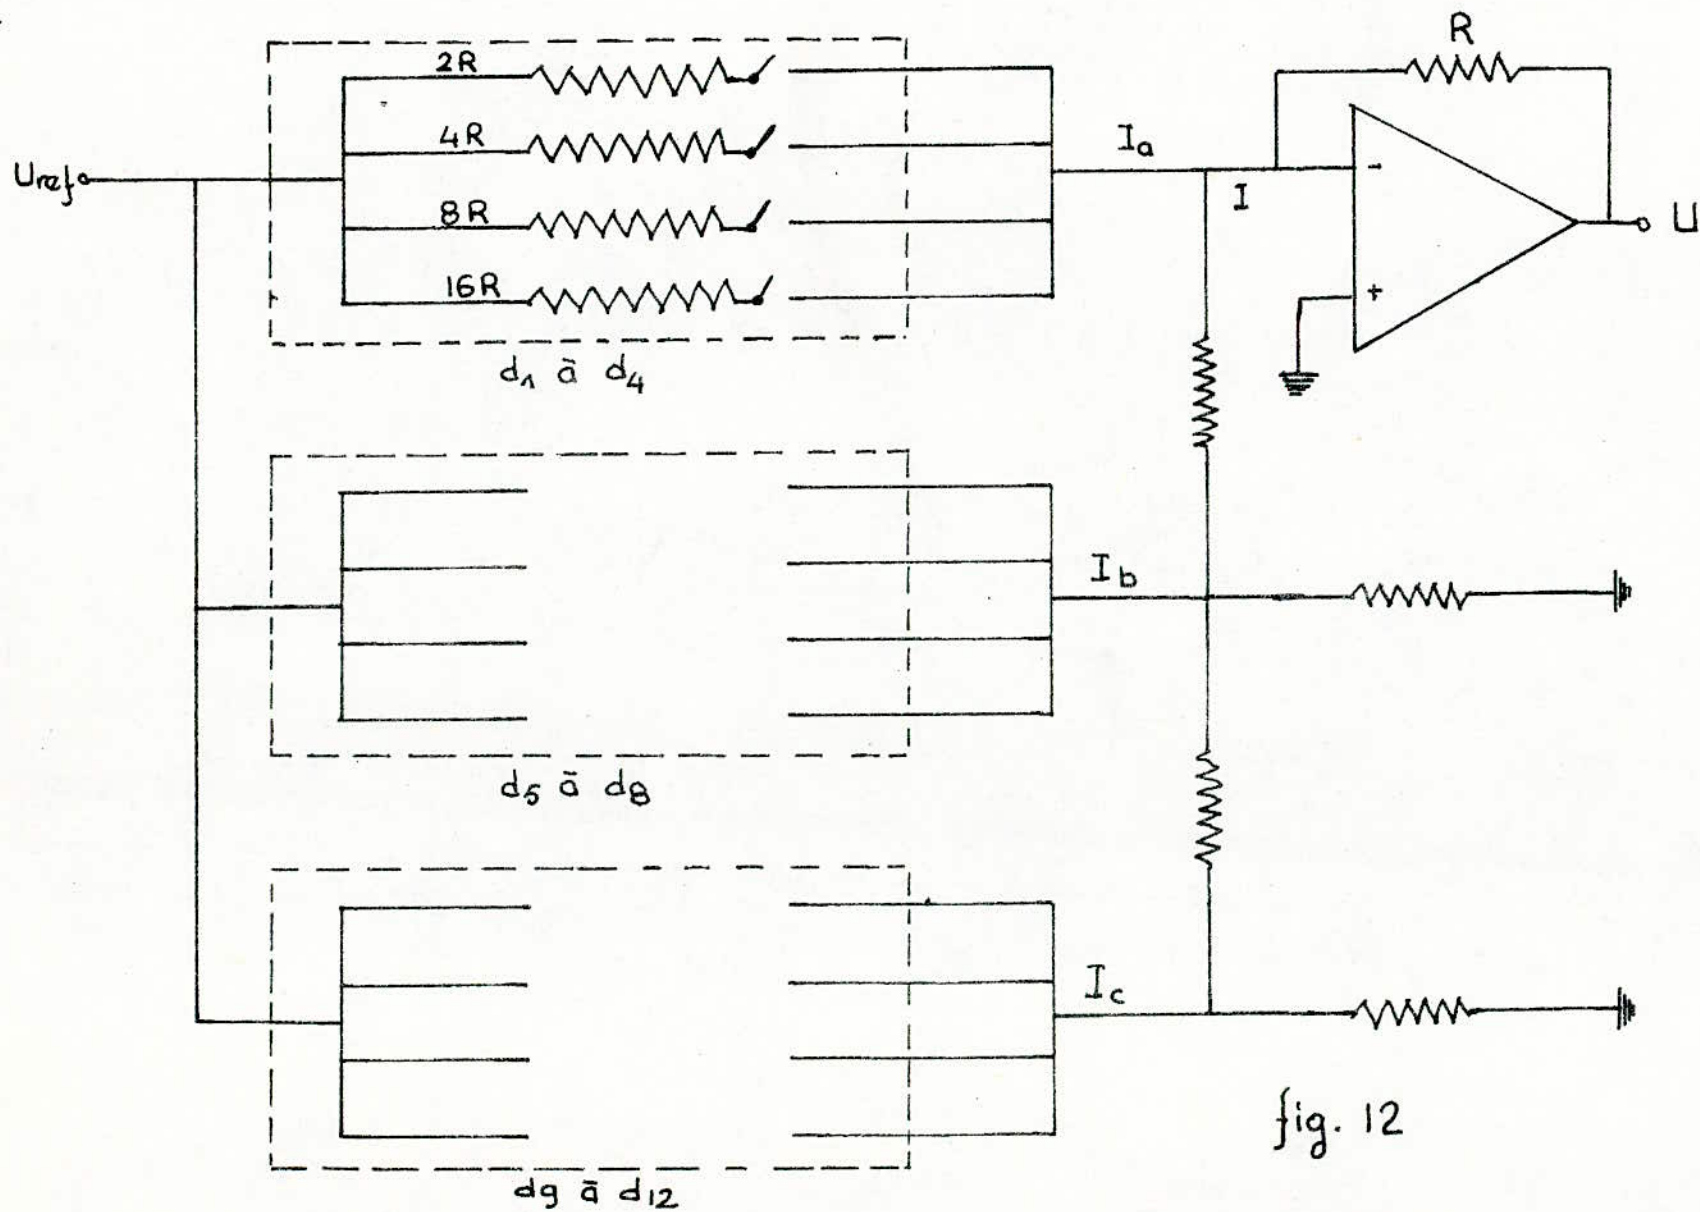 R
2R
4R
Ia
Uref
-
I
8R
U
16R
+
d1 à d4
Ib
d5 à d8
Ic
fig. 12
d9 à d12